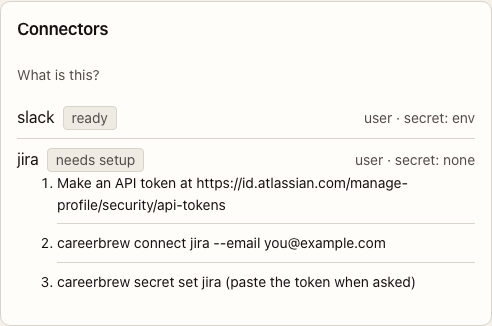 Connectors
What is this?
slack ready user · secret: env
jira needs setup user · secret: none
1. Make an API token at https://id.atlassian.com/manage-
profile/security/api-tokens
2. careerbrew connect jira --email you@example.com
3. careerbrew secret set jira (paste the token when asked)